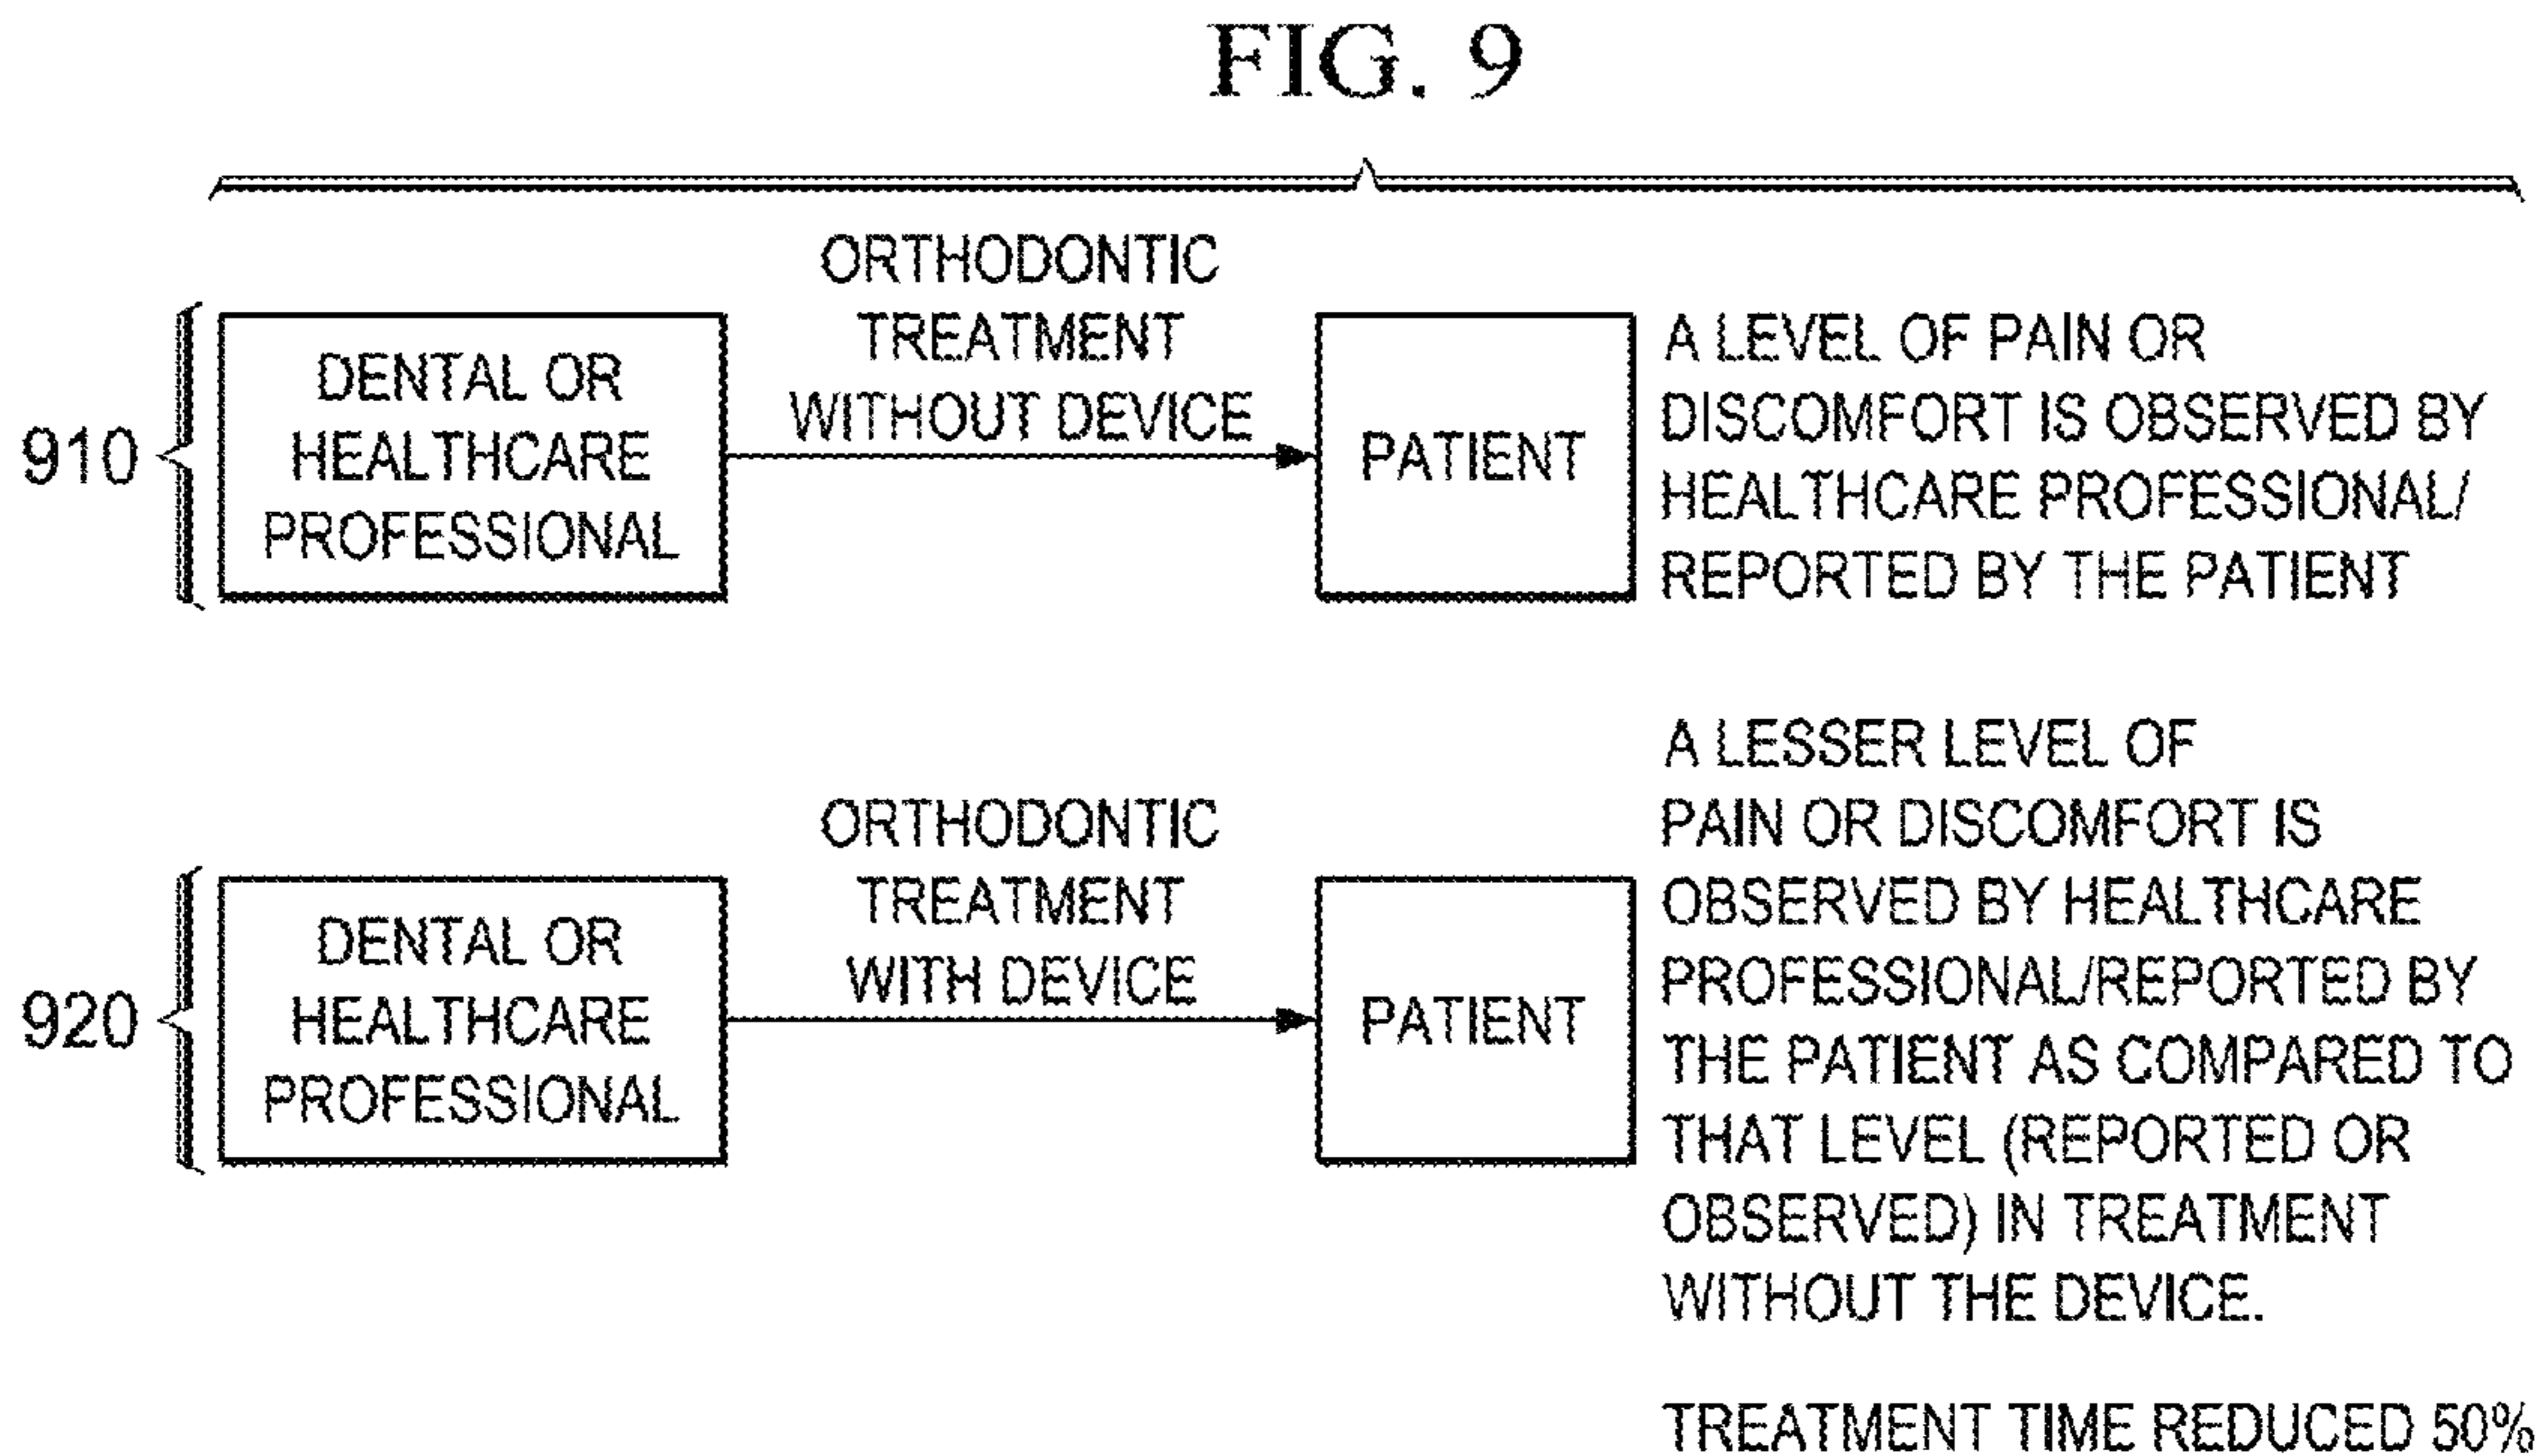 FIG. 9
910
DENTAL OR
HEALTHCARE
PROFESSIONAL
ORTHODONTIC
TREATMENT
WITHOUT DEVICE
PATIENT
A LEVEL OF PAIN OR
DISCOMFORT IS OBSERVED BY
HEALTHCARE PROFESSIONAL/
REPORTED BY THE PATIENT
920
DENTAL OR
HEALTHCARE
PROFESSIONAL
ORTHODONTIC
TREATMENT
WITH DEVICE
PATIENT
A LESSER LEVEL OF
PAIN OR DISCOMFORT IS
OBSERVED BY HEALTHCARE
PROFESSIONAL/REPORTED BY
THE PATIENT AS COMPARED TO
THAT LEVEL (REPORTED OR
OBSERVED) IN TREATMENT
WITHOUT THE DEVICE.
TREATMENT TIME REDUCED 50%